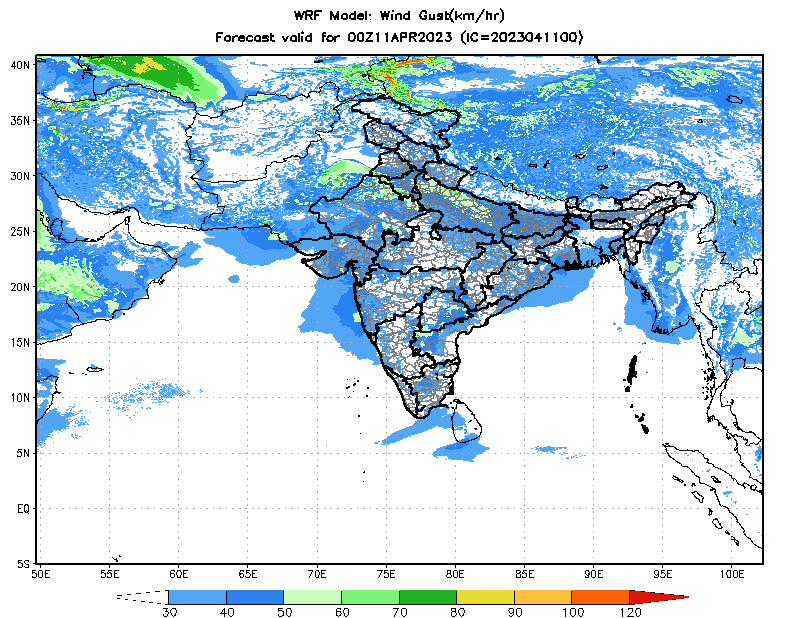 WRF Model: Wind Gust(km/hr)
Forecast valid for 00Z11APR2023 (IC=2023041100)
40N
35N
30N
25N
20N
15N
10N
5N
EQ
5S
50E 55E 60E 65E 70E 75E 80E 85E 90E 95E 100E
30 40 50 60 70 80 90 100 120